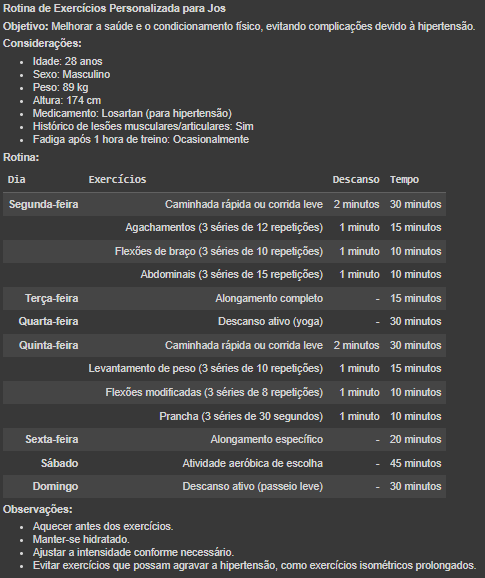 Rotina de Exercícios Personalizada para Jos
Objetivo: Melhorar a saúde e o condicionamento físico, evitando complicações devido à hipertensão.
Considerações:
• Idade: 28 anos
• Sexo: Masculino
• Peso: 89 kg
• Altura: 174 cm
• Medicamento: Losartan (para hipertensão)
• Histórico de lesões musculares/articulares: Sim
• Fadiga após 1 hora de treino: Ocasionalmente
Rotina:
Dia Exercícios Descanso Tempo
Segunda-feira Caminhada rápida ou corrida leve 2 minutos 30 minutos
Agachamentos (3 séries de 12 repetições) 1 minuto 15 minutos
Flexões de braço (3 séries de 10 repetições) 1 minuto 10 minutos
Abdominais (3 séries de 15 repetições) 1 minuto 10 minutos
Terça-feira Alongamento completo - 15 minutos
Quarta-feira Descanso ativo (yoga) - 30 minutos
Quinta-feira Caminhada rápida ou corrida leve 2 minutos 30 minutos
Levantamento de peso (3 séries de 10 repetições) 1 minuto 15 minutos
Flexões modificadas (3 séries de 8 repetições) 1 minuto 10 minutos
Prancha (3 séries de 30 segundos) 1 minuto 10 minutos
Sexta-feira Alongamento específico - 20 minutos
Sábado Atividade aeróbica de escolha - 45 minutos
Domingo Descanso ativo (passeio leve) - 30 minutos
Observações:
• Aquecer antes dos exercícios.
• Manter-se hidratado.
• Ajustar a intensidade conforme necessário.
• Evitar exercícios que possam agravar a hipertensão, como exercícios isométricos prolongados.